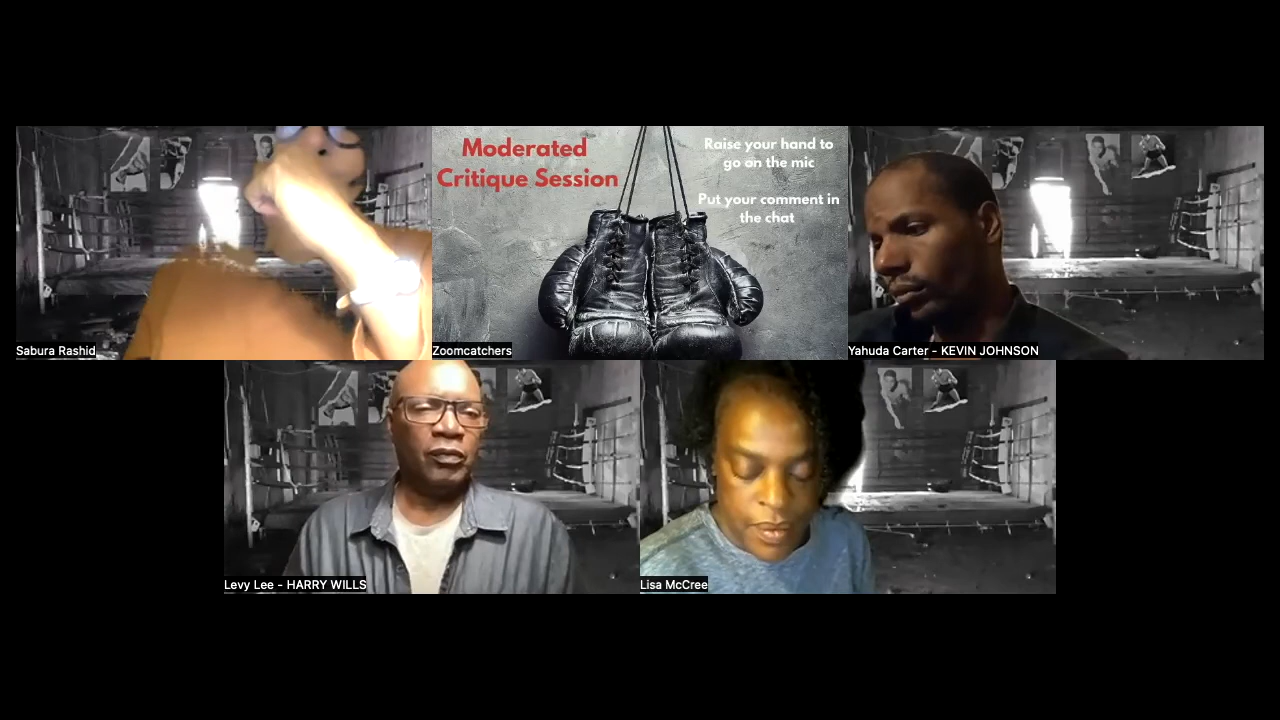 Moderated
Critique Session
Raise your hand to
go on the mic
Put your comment in
the chat
Sabura Rashid
Zoomcatchers
Yahuda Carter - KEVIN JOHNSON
Levy Lee - HARRY WILLS
Lisa McCree